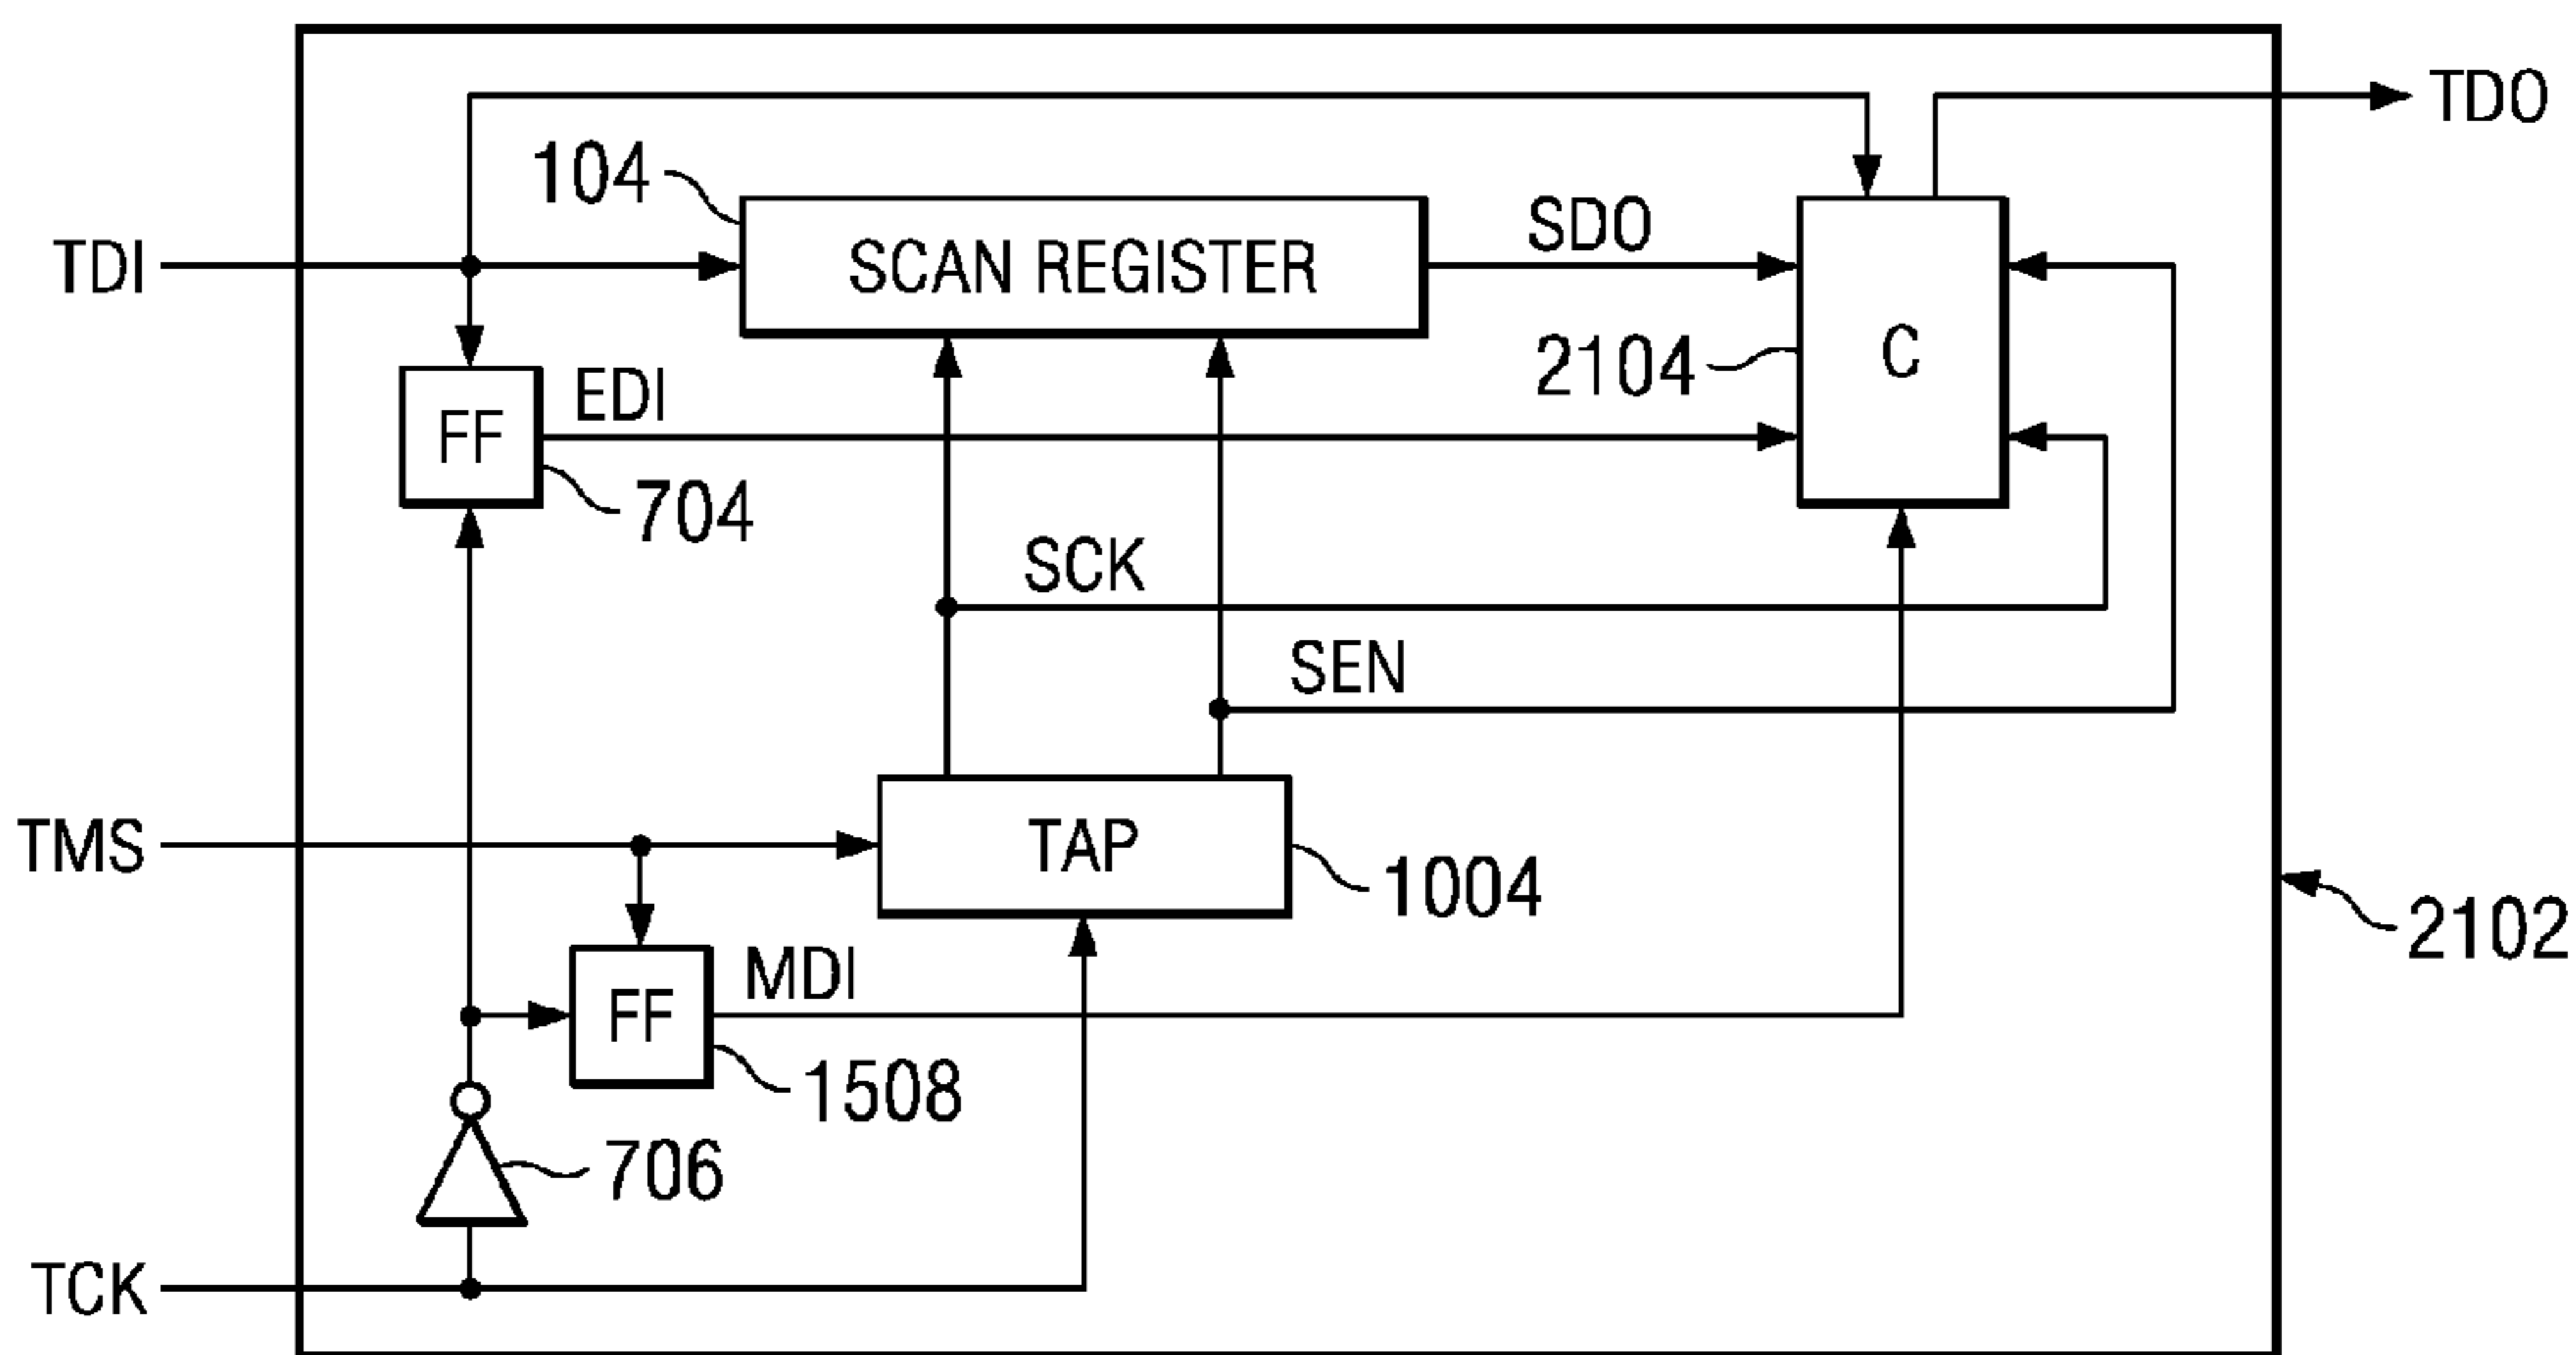 TDO
104
TDI
SCAN REGISTER
SDO
2104
C
FF
EDI
704
SCK
SEN
TMS
TAP
1004
2102
FF
MDI
1508
706
TCK